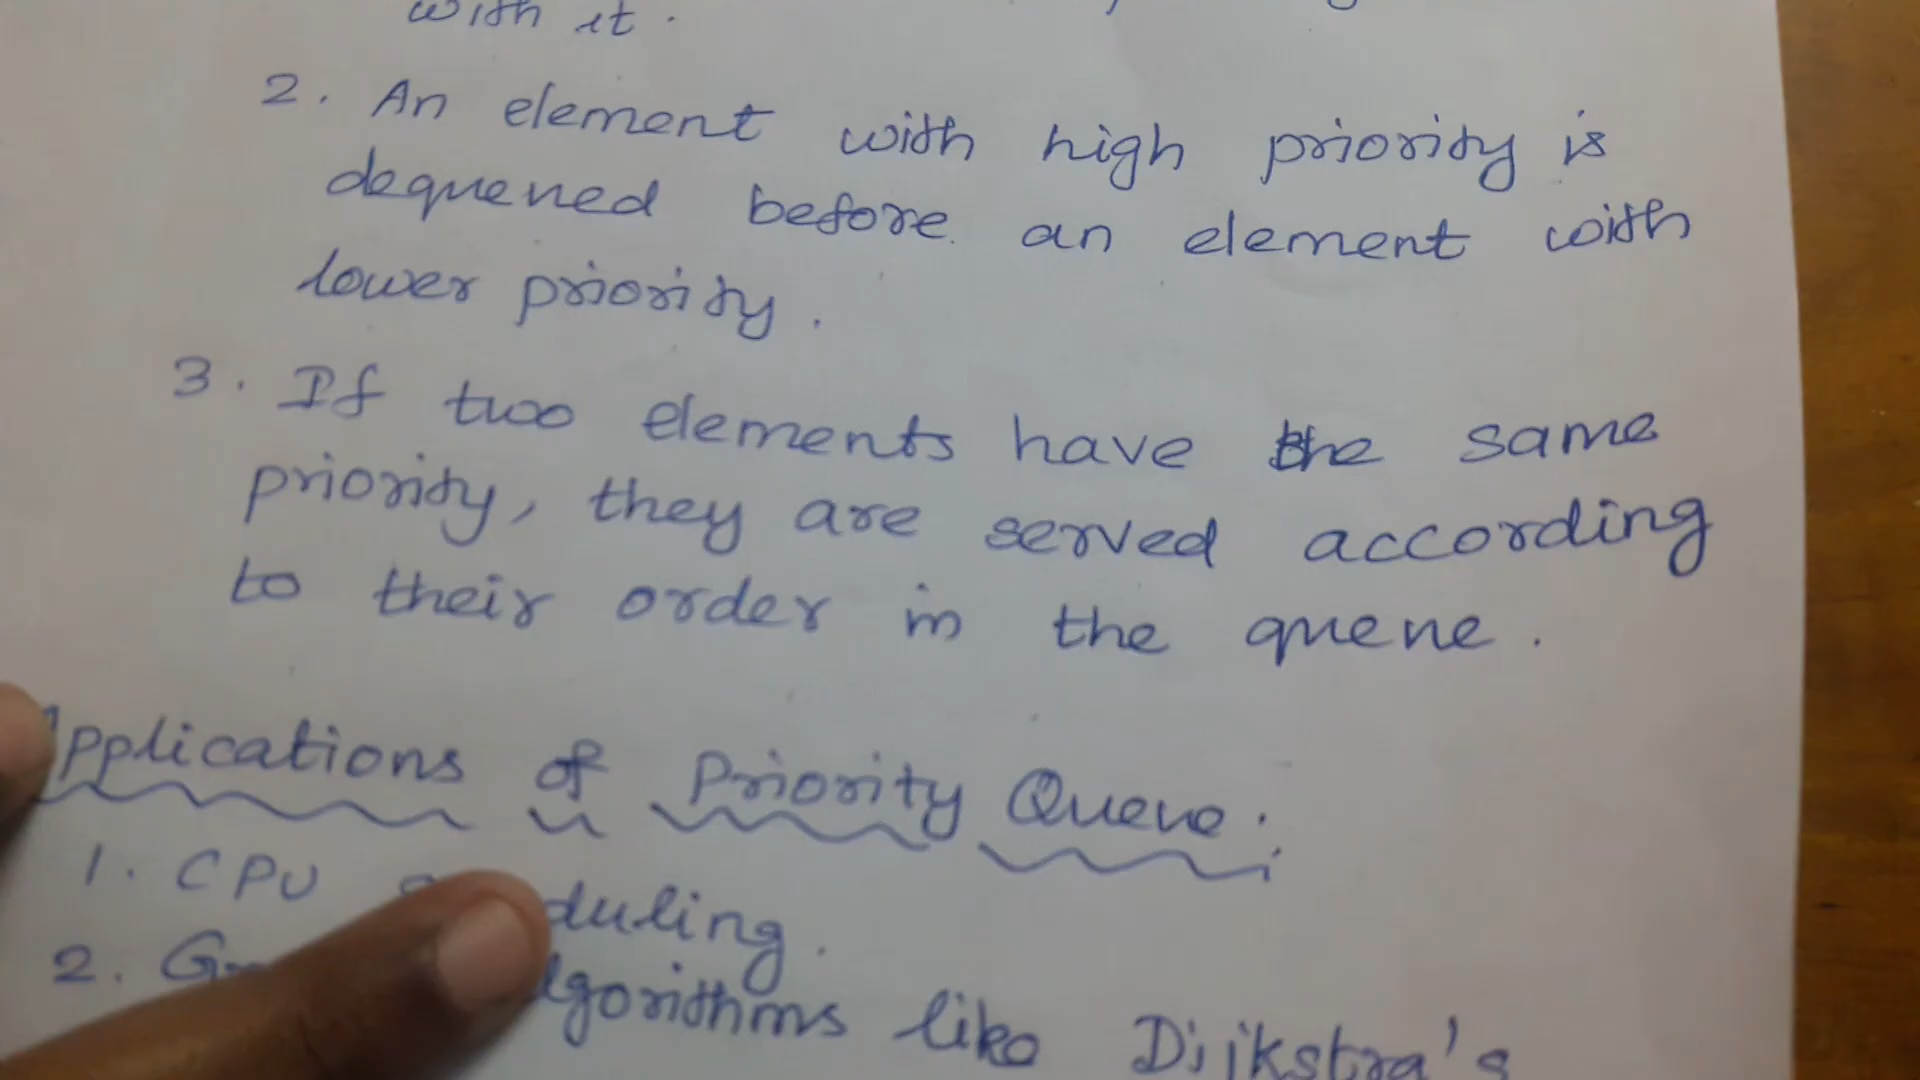 with it.
2. An element with high priority is
dequeued before an element with
lower priority.
3. If two elements have the same
priority, they are served according
to their order in the queue.
Applications of Priority Queue:
1. CPU duling.
2. lgorithms like Dijkstra's